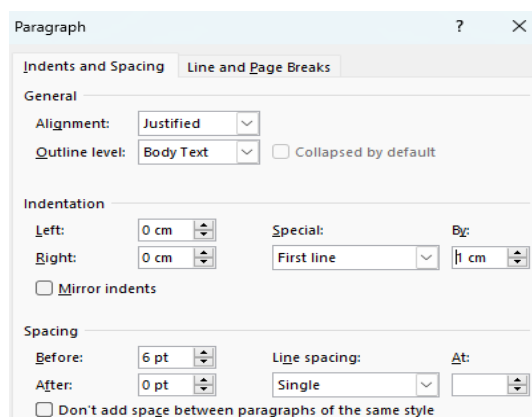 Paragraph ? ×
Indents and Spacing Line and Page Breaks
General
Alignment: Justified
Outline level: Body Text Collapsed by default
Indentation
Left: 0 cm Special: By:
Right: 0 cm First line 1 cm
Mirror indents
Spacing
Before: 6 pt Line spacing: At:
After: 0 pt Single
Don't add space between paragraphs of the same style